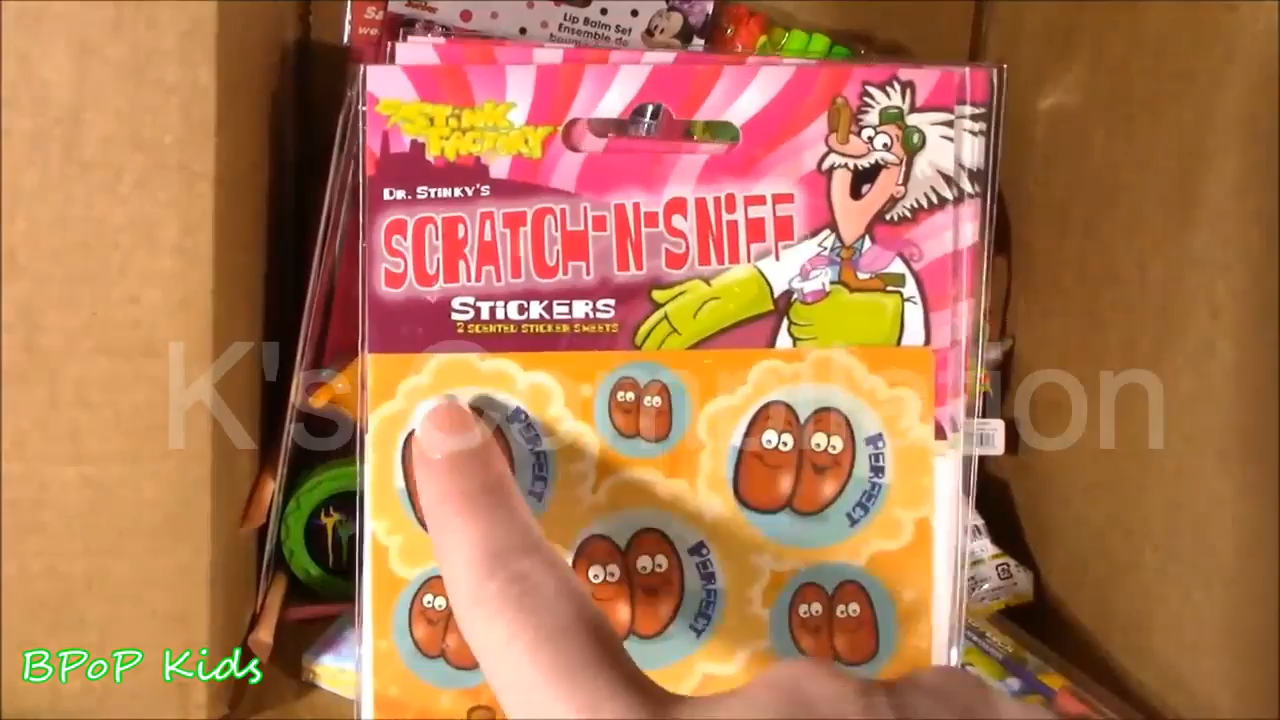 Lip Balm Set
Ensemble de
STINK
FACTORY
DR. STINKY'S
SCRATCH-N-SNIFF
STICKERS
2 SCENTED STICKER SHEETS
K's Compilation
PERFECT
PERFECT
PERFECT
BPoP Kids